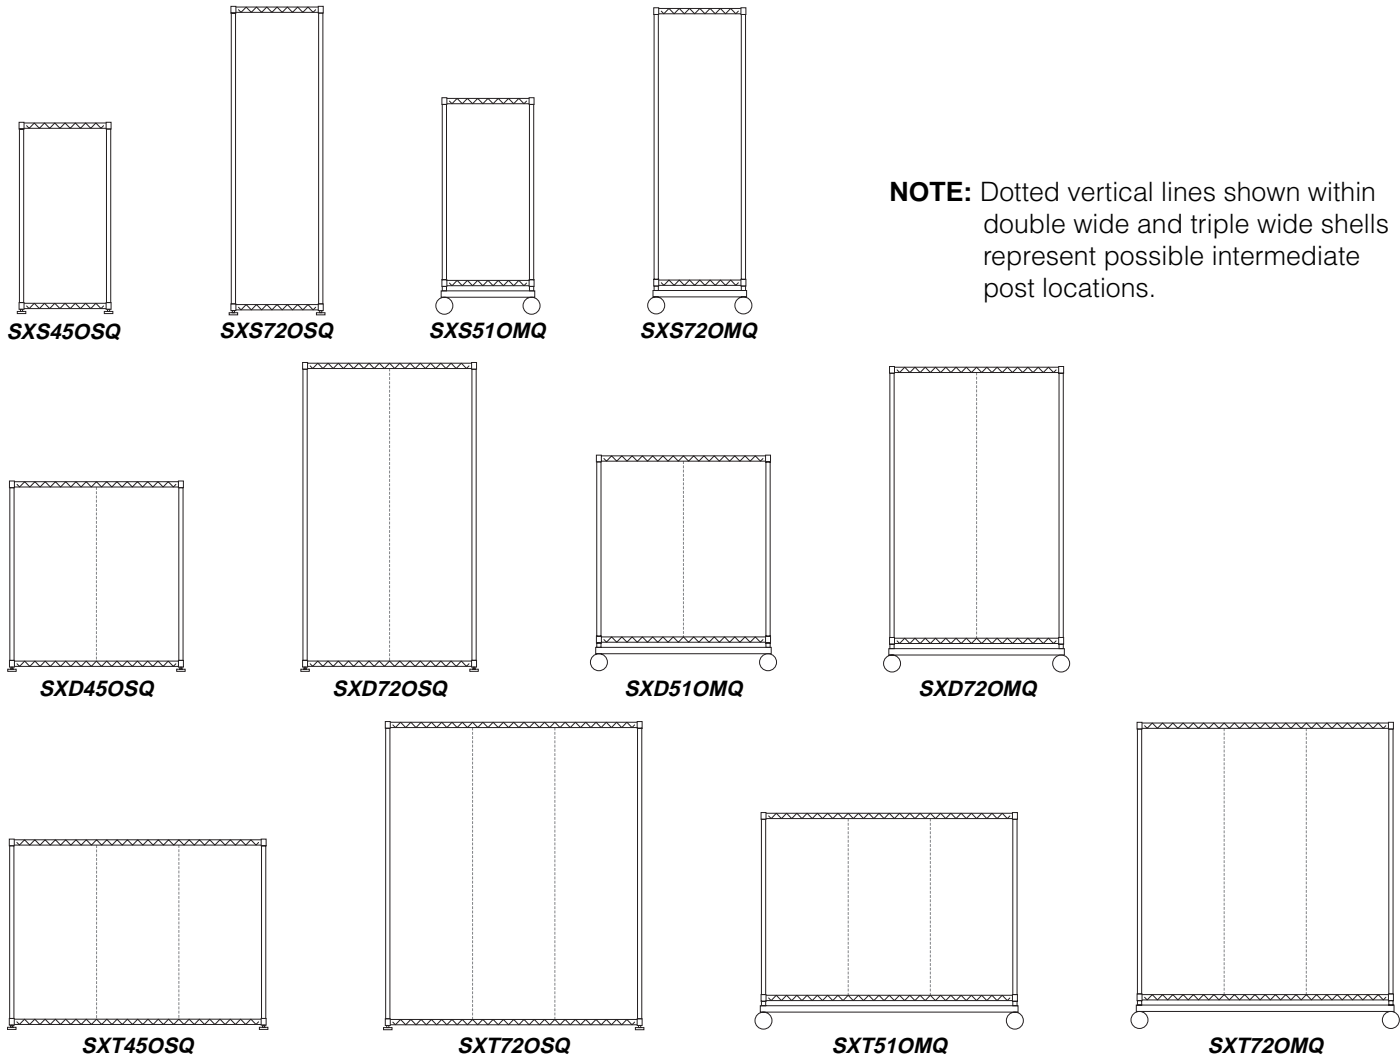 NOTE: Dotted vertical lines shown within
double wide and triple wide shells
represent possible intermediate
post locations.
SXS45OSQ
SXS72OSQ
SXS51OMQ
SXS72OMQ
SXD45OSQ
SXD72OSQ
SXD51OMQ
SXD72OMQ
SXT45OSQ
SXT72OSQ
SXT51OMQ
SXT72OMQ